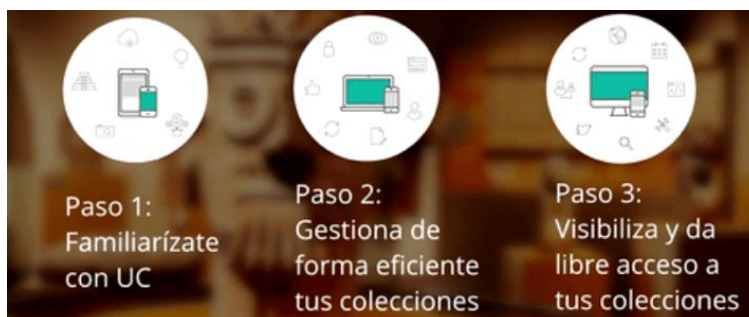 Paso 1:
Familiarízate
con UC
Paso 2:
Gestiona de
forma eficiente
tus colecciones
Paso 3:
Visibiliza y da
libre acceso a
tus colecciones